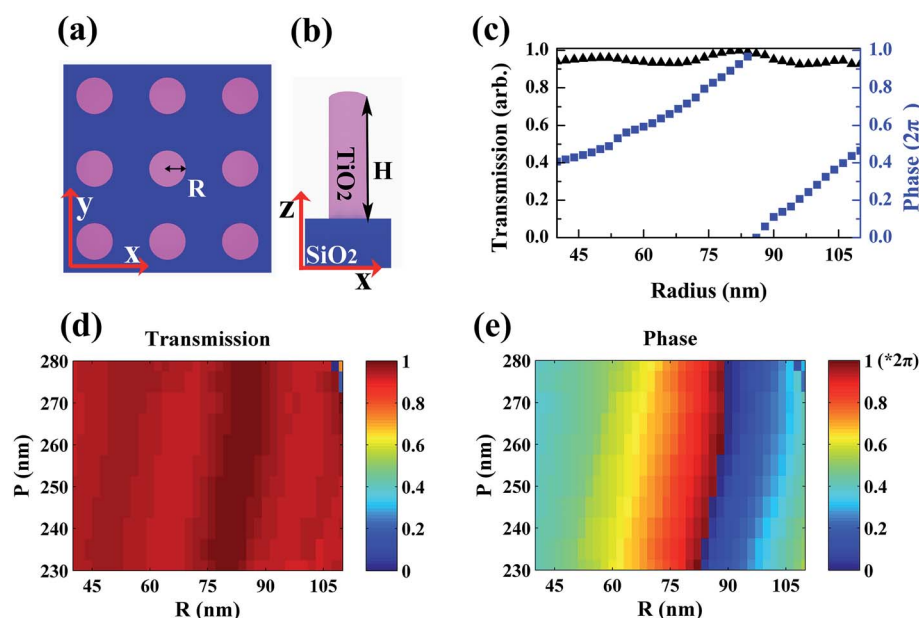 (a)
R
y
x
(b)
H
TiO2
z
SiO2
x
(c)
1.0
0.8
0.6
0.4
0.2
0.0
Transmission (arb.)
45
60
75
90
105
Radius (nm)
1.0
0.8
0.6
0.4
0.2
0.0
Phase (2π)
(d)
Transmission
280
270
260
250
240
230
P (nm)
45
60
75
90
105
R (nm)
1
0.8
0.6
0.4
0.2
0
(e)
Phase
280
270
260
250
240
230
P (nm)
45
60
75
90
105
R (nm)
1 (*2π)
0.8
0.6
0.4
0.2
0